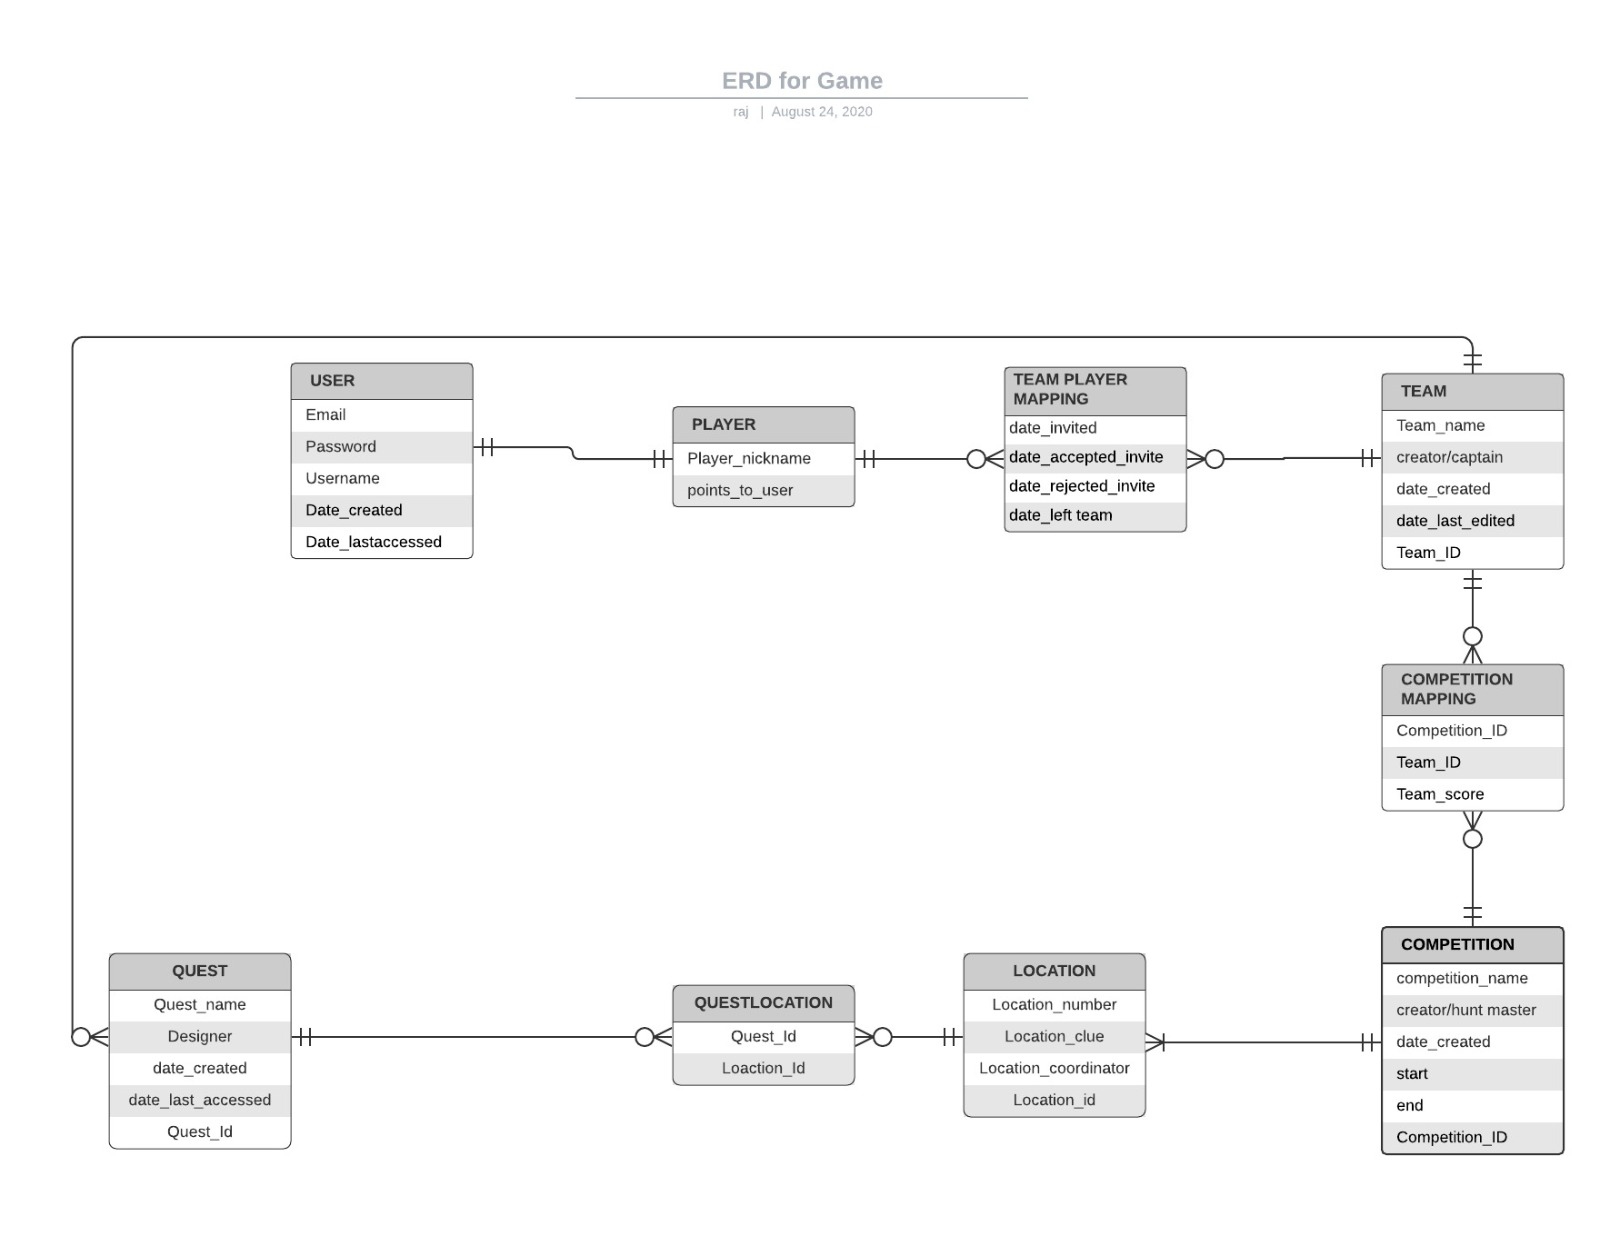 ERD for Game
raj | August 24, 2020
USER
Email
Password
Username
Date_created
Date_lastaccessed
PLAYER
Player_nickname
points_to_user
TEAM PLAYER
MAPPING
date_invited
date_accepted_invite
date_rejected_invite
date_left team
TEAM
Team_name
creator/captain
date_created
date_last_edited
Team_ID
COMPETITION
MAPPING
Competition_ID
Team_ID
Team_score
QUEST
Quest_name
Designer
date_created
date_last_accessed
Quest_Id
QUESTLOCATION
Quest_Id
Loaction_Id
LOCATION
Location_number
Location_clue
Location_coordinator
Location_id
COMPETITION
competition_name
creator/hunt master
date_created
start
end
Competition_ID